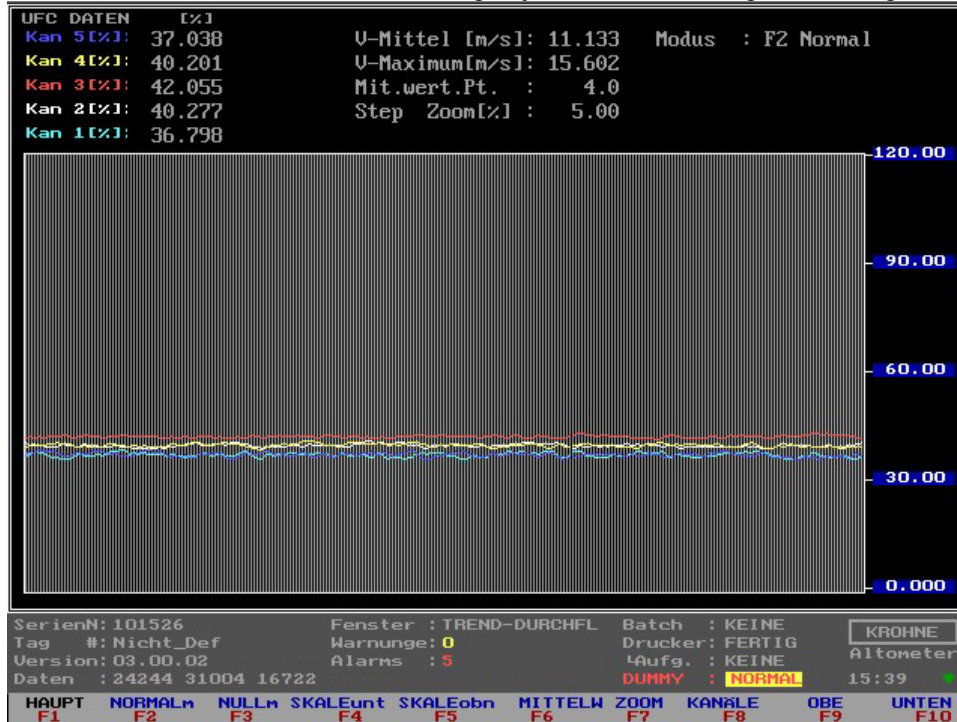 UFC DATEN [%]
Kan 5[%]: 37.038 V-Mittel [m/s]: 11.133 Modus : F2 Normal
Kan 4[%]: 40.201 V-Maximum[m/s]: 15.602
Kan 3[%]: 42.055 Mit.wert.Pt. : 4.0
Kan 2[%]: 40.277 Step Zoom[%] : 5.00
Kan 1[%]: 36.798
120.00
90.00
60.00
30.00
0.000
SerienN: 101526 Fenster : TREND-DURCHFL Batch : KEINE KROHNE
Tag #: Nicht_Def Warnunge: 0 Drucker: FERTIG Altometer
Version: 03.00.02 Alarms : 5 4Aufg. : KEINE
Daten : 24244 31004 16722 DUMMY : NORMAL 15:39
HAUPT NORMALm NULLm SKALEunt SKALEobn MITTELW ZOOM KANÄLE OBE UNTEN
F1 F2 F3 F4 F5 F6 F7 F8 F9 F10